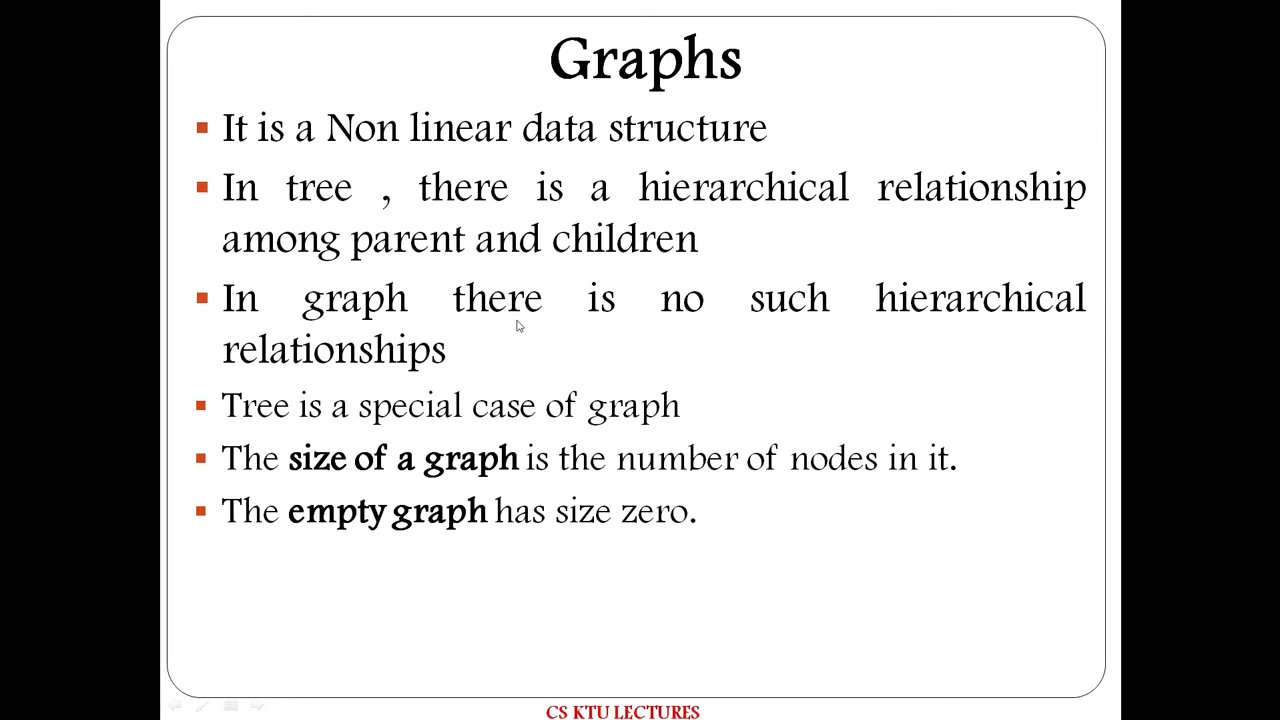 Graphs
It is a Non linear data structure
In tree , there is a hierarchical relationship
among parent and children
In graph there is no such hierarchical
relationships
Tree is a special case of graph
The size of a graph is the number of nodes in it.
The empty graph has size zero.
CS KTU LECTURES